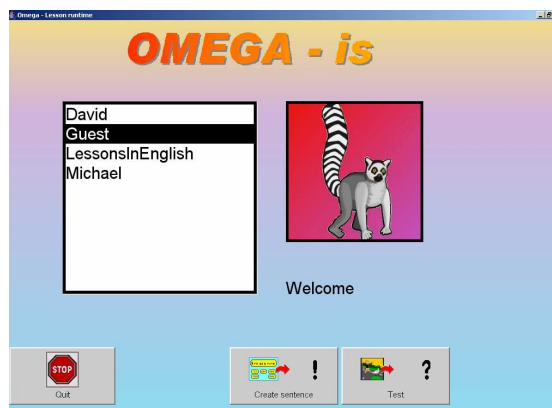 Omega - Lesson runtime
OMEGA - is
David
Guest
LessonsInEnglish
Michael
Welcome
STOP
Quit
!
Create sentence
?
Test